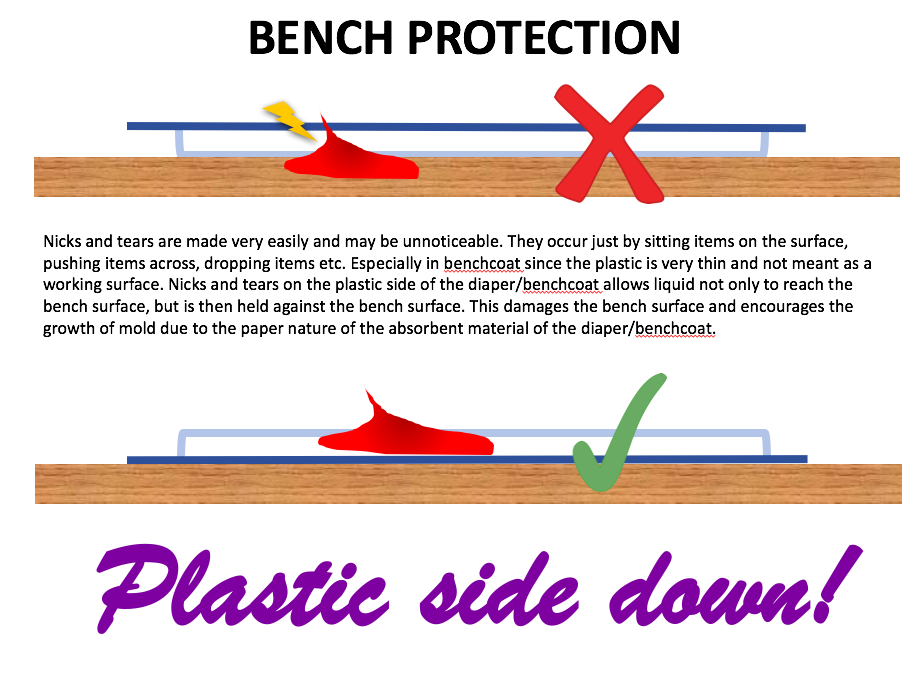 BENCH PROTECTION
Nicks and tears are made very easily and may be unnoticeable. They occur just by sitting items on the surface,
pushing items across, dropping items etc. Especially in benchcoat since the plastic is very thin and not meant as a
working surface. Nicks and tears on the plastic side of the diaper/benchcoat allows liquid not only to reach the
bench surface, but is then held against the bench surface. This damages the bench surface and encourages the
growth of mold due to the paper nature of the absorbent material of the diaper/benchcoat.
Plastic side down!